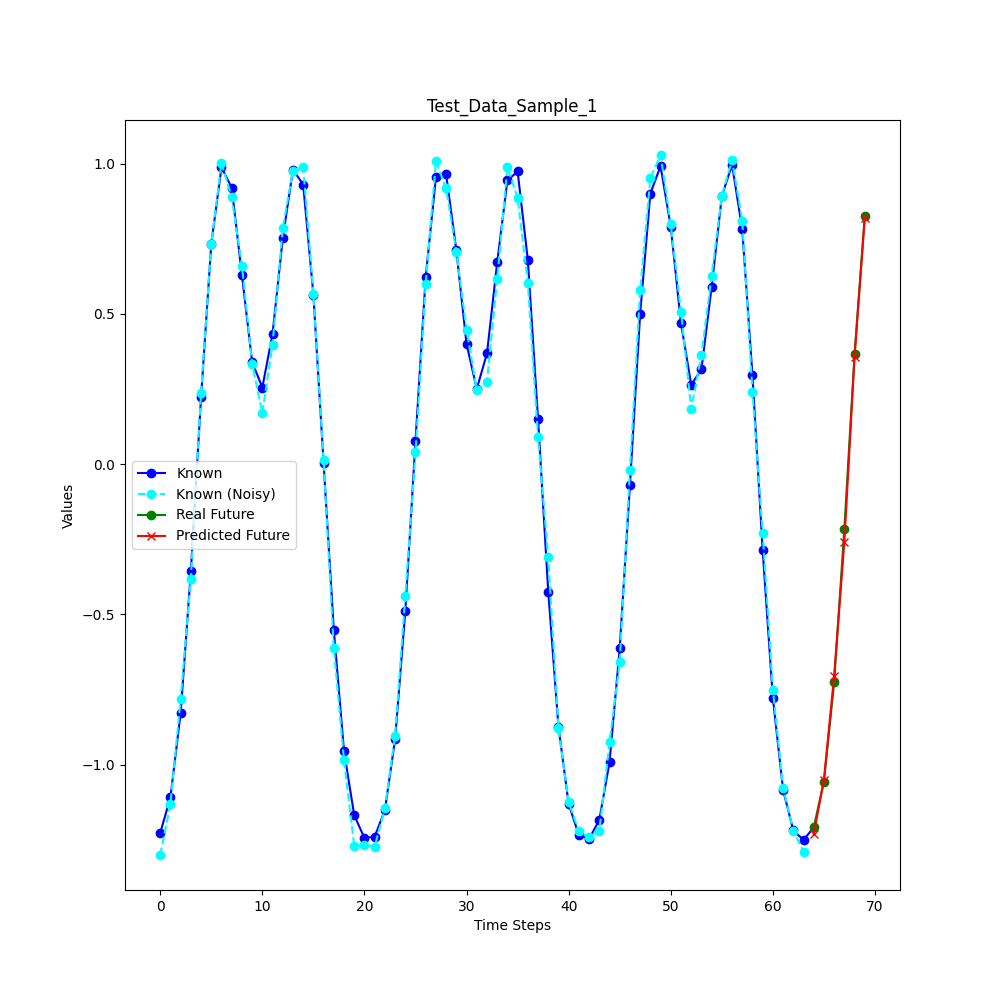 Test_Data_Sample_1
1.0
0.5
0.0
−0.5
−1.0
Values
Known
Known (Noisy)
Real Future
Predicted Future
0 10 20 30 40 50 60 70
Time Steps